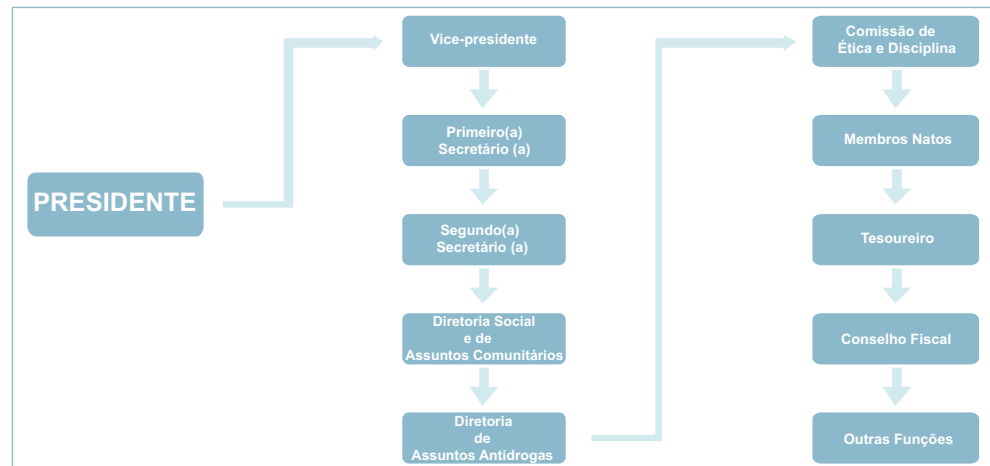 PRESIDENTE
Vice-presidente
Primeiro(a)
Secretário (a)
Segundo(a)
Secretário (a)
Diretoria Social
e de
Assuntos Comunitários
Diretoria
de
Assuntos Antidrogas
Comissão de
Ética e Disciplina
Membros Natos
Tesoureiro
Conselho Fiscal
Outras Funções